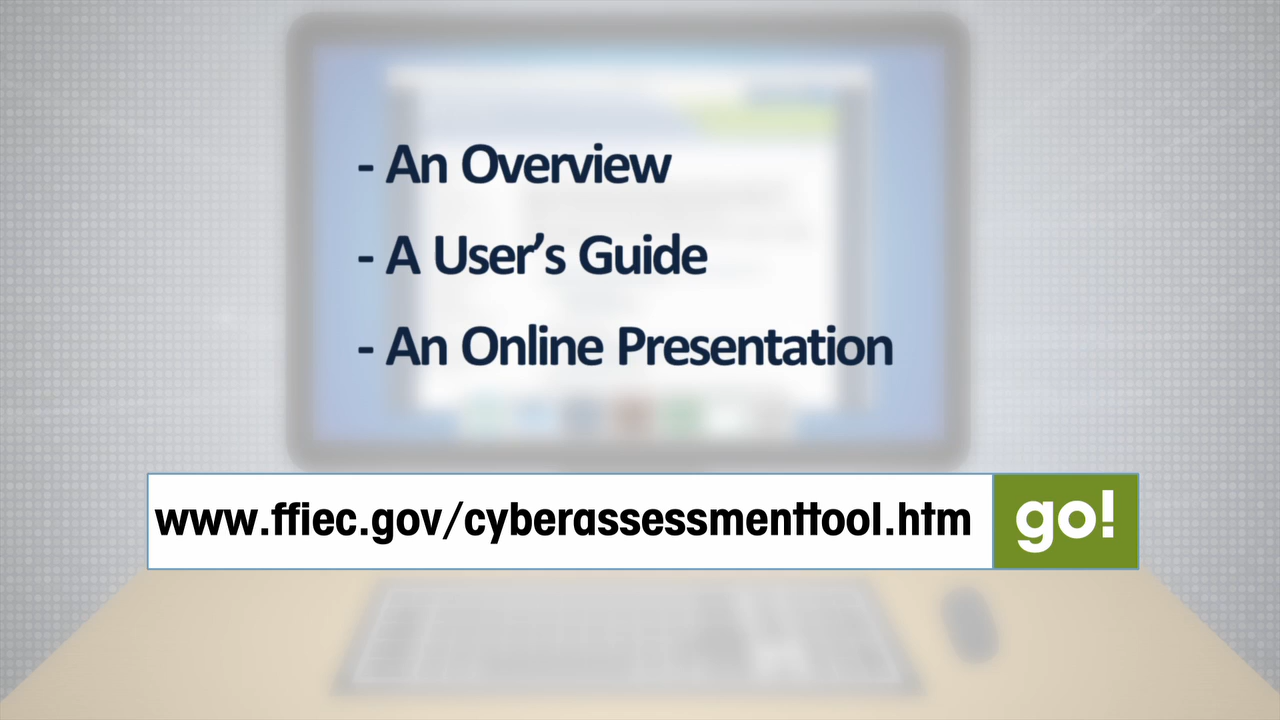 - An Overview
- A User’s Guide
- An Online Presentation
www.ffiec.gov/cyberassessmenttool.htm go!